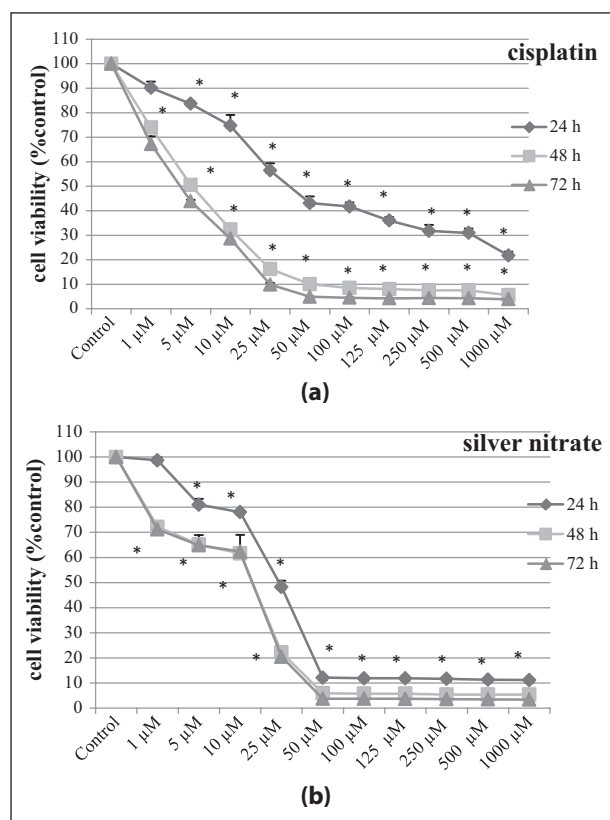 cisplatin
cell viability (%control)
110
100
90
80
70
60
50
40
30
20
10
0
* * * * * * * * * *
* * * * * * * * * *
24 h
48 h
72 h
Control 1 µM 5 µM 10 µM 25 µM 50 µM 100 µM 125 µM 250 µM 500 µM 1000 µM
(a)
silver nitrate
cell viability (%control)
110
100
90
80
70
60
50
40
30
20
10
0
* * * * * * * * *
* * * *
24 h
48 h
72 h
Control 1 µM 5 µM 10 µM 25 µM 50 µM 100 µM 125 µM 250 µM 500 µM 1000 µM
(b)